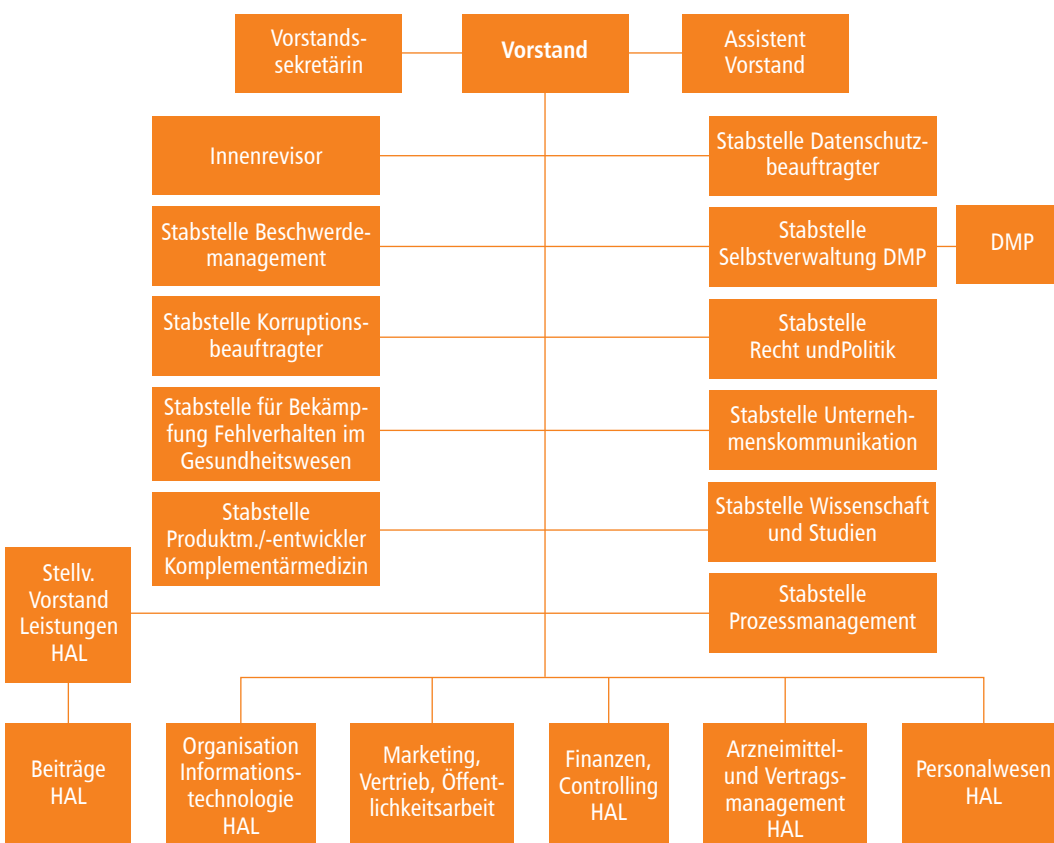 Vorstands-
sekretärin
Vorstand
Assistent
Vorstand
Innenrevisor
Stabstelle Datenschutz-
beauftragter
Stabstelle Beschwerde-
management
Stabstelle
Selbstverwaltung DMP
DMP
Stabstelle Korruptions-
beauftragter
Stabstelle
Recht undPolitik
Stabstelle für Bekämp-
fung Fehlverhalten im
Gesundheitswesen
Stabstelle Unterneh-
menskommunikation
Stabstelle
Produktm./-entwickler
Komplementärmedizin
Stabstelle Wissenschaft
und Studien
Stellv.
Vorstand
Leistungen
HAL
Stabstelle
Prozessmanagement
Beiträge
HAL
Organisation
Informations-
technologie
HAL
Marketing,
Vertrieb, Öffent-
lichkeitsarbeit
Finanzen,
Controlling
HAL
Arzneimittel-
und Vertrags-
management
HAL
Personalwesen
HAL